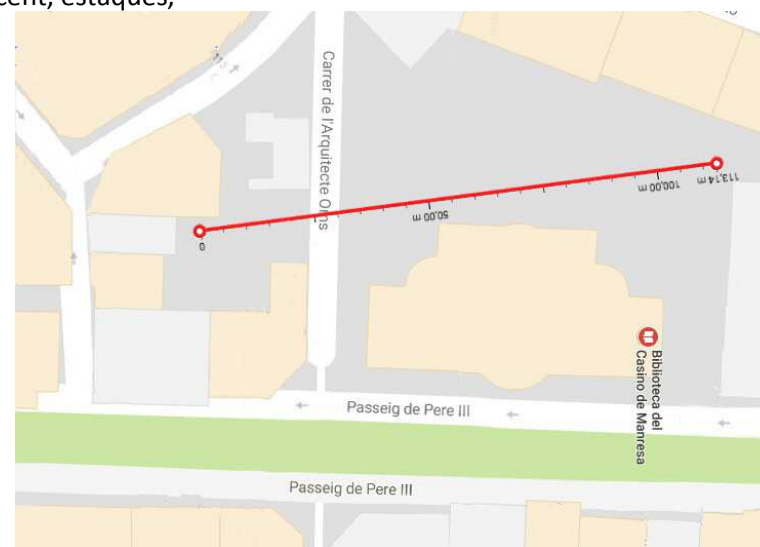 cent, estaques,
Carrer de l'Arquitecte Oms
0
50,00 m
100,00 m
113,14 m
Biblioteca del
Casino de Manresa
Passeig de Pere III
Passeig de Pere III